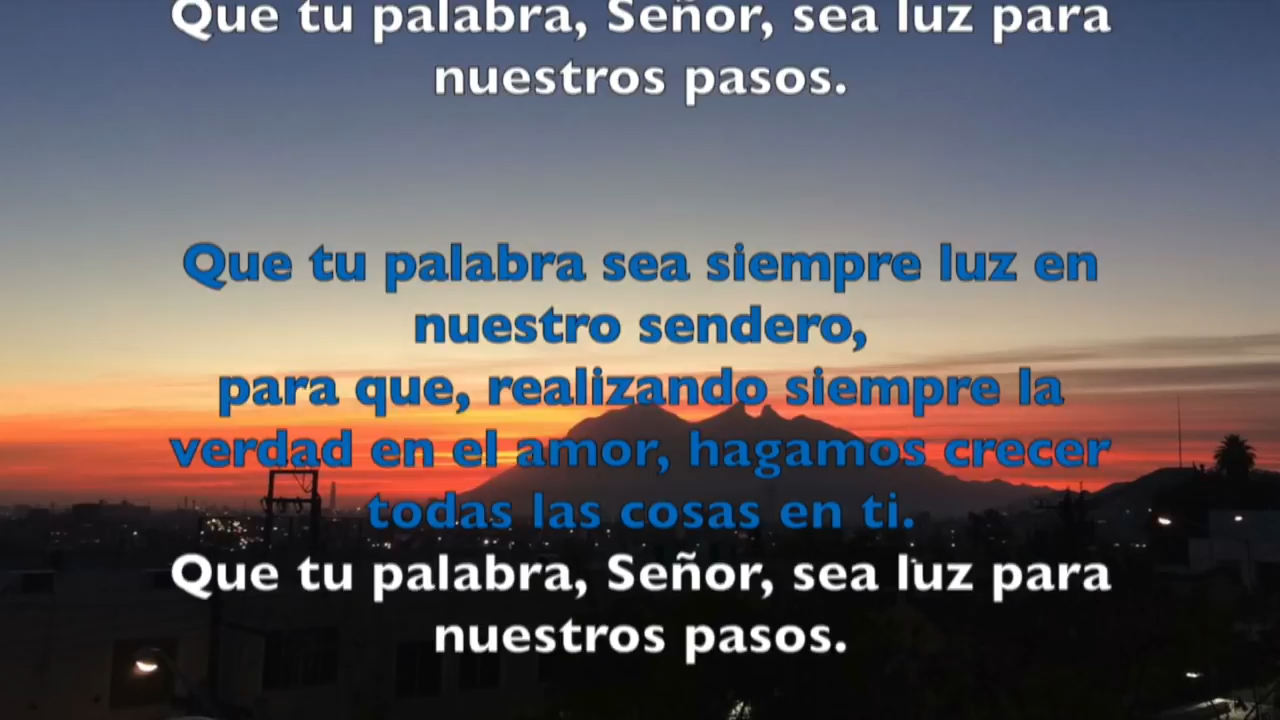 Que tu palabra, Señor, sea luz para
nuestros pasos.
Que tu palabra sea siempre luz en
nuestro sendero,
para que, realizando siempre la
verdad en el amor, hagamos crecer
todas las cosas en ti.
Que tu palabra, Señor, sea luz para
nuestros pasos.